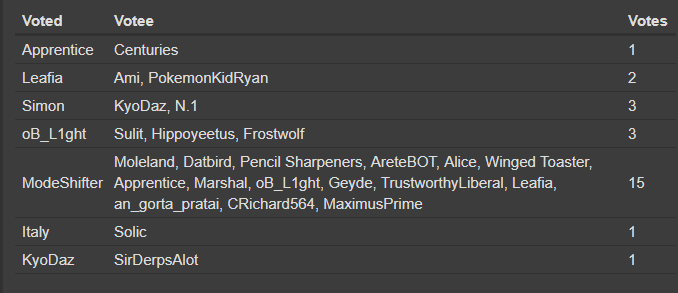 Voted Votee Votes
Apprentice Centuries 1
Leafia Ami, PokemonKidRyan 2
Simon KyoDaz, N.1 3
oB_L1ght Sulit, Hippoyeetus, Frostwolf 3
Moleland, Datbird, Pencil Sharpeners, AreteBOT, Alice, Winged Toaster,
ModeShifter Apprentice, Marshal, oB_L1ght, Geyde, TrustworthyLiberal, Leafia, 15
an_gorta_pratai, CRichard564, MaximusPrime
Italy Solic 1
KyoDaz SirDerpsAlot 1